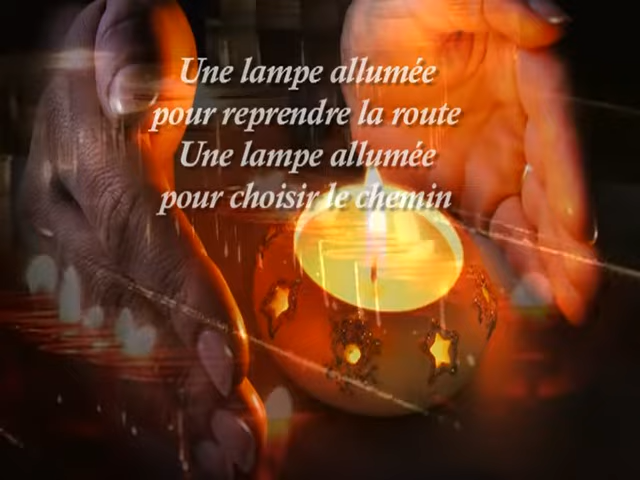 Une lampe allumée
pour reprendre la route
Une lampe allumée
pour choisir le chemin